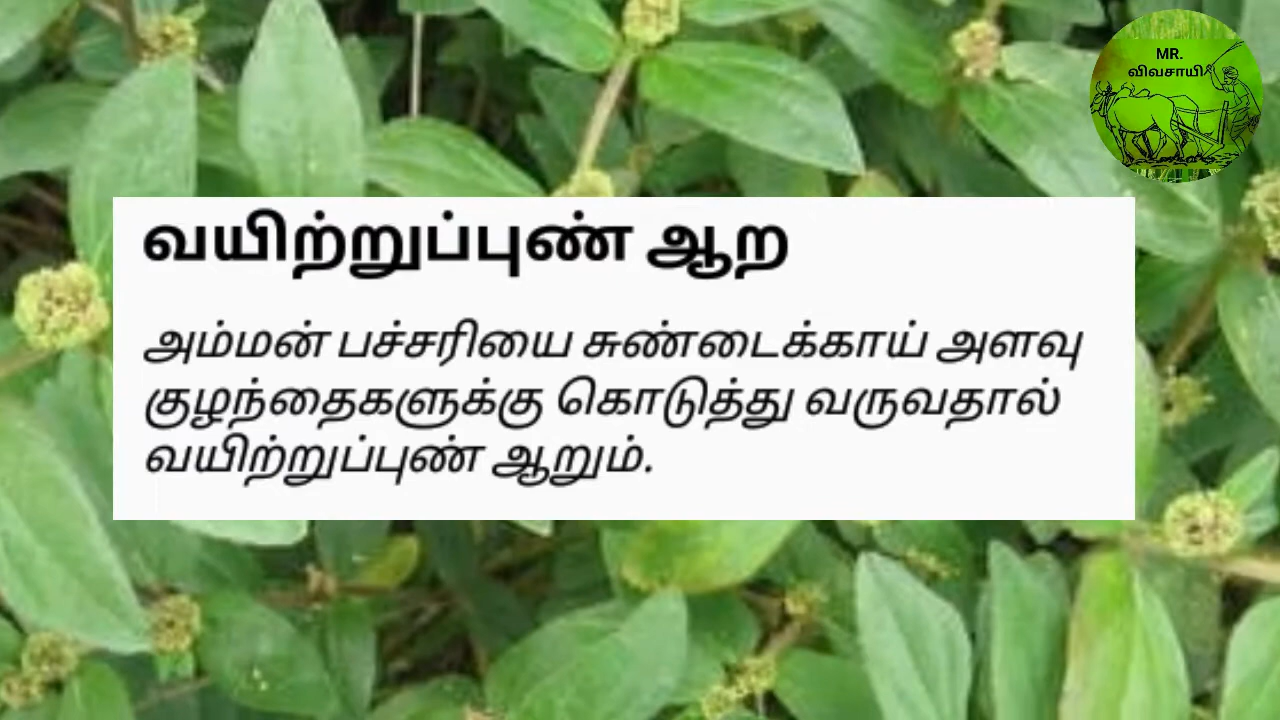 MR.
விவசாயி
வயிற்றுப்புண் ஆற
அம்மன் பச்சரியை சுண்டைக்காய் அளவு
குழந்தைகளுக்கு கொடுத்து வருவதால்
வயிற்றுப்புண் ஆறும்.